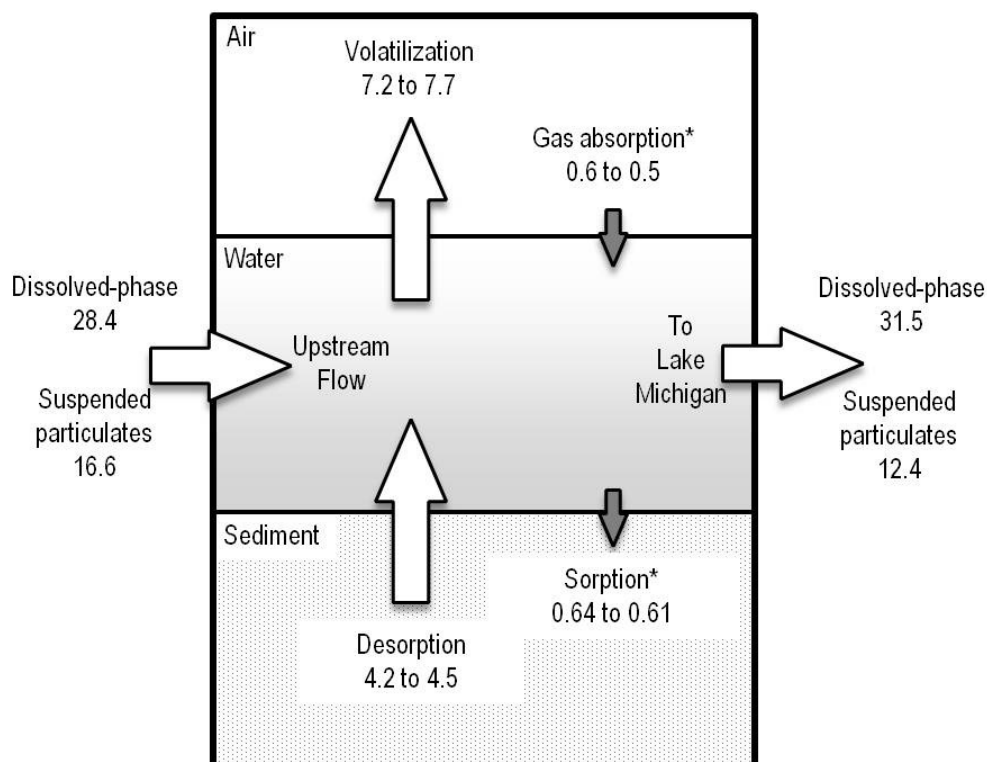 Air
Volatilization
7.2 to 7.7
Gas absorption*
0.6 to 0.5
Water
Dissolved-phase
28.4
Suspended
particulates
16.6
Upstream
Flow
To
Lake
Michigan
Dissolved-phase
31.5
Suspended
particulates
12.4
Sediment
Desorption
4.2 to 4.5
Sorption*
0.64 to 0.61